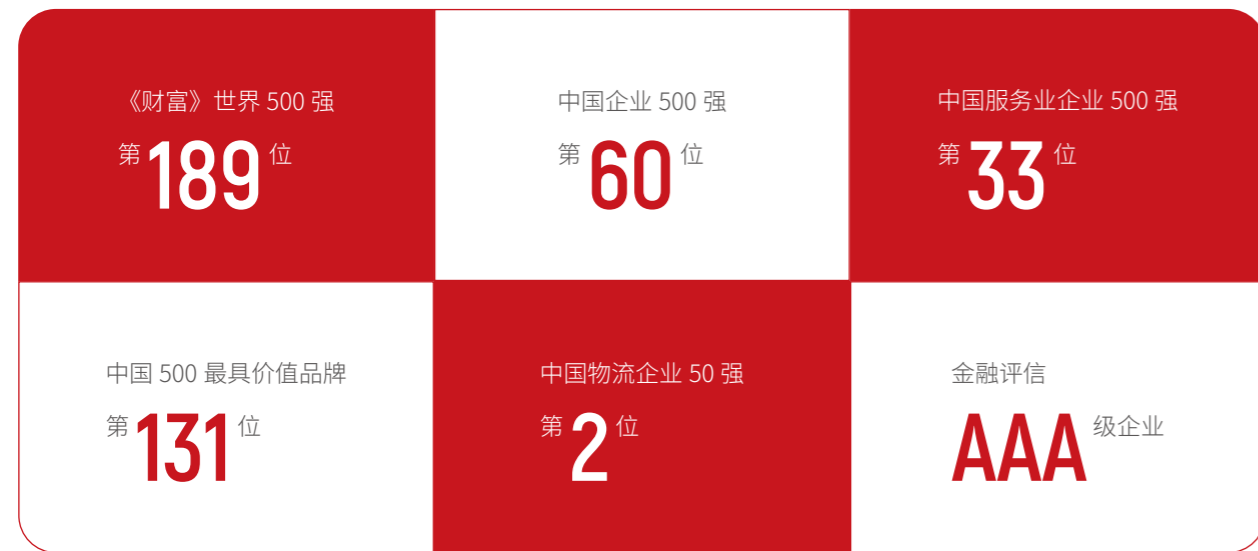 《财富》世界 500 强
第 189 位
中国企业 500 强
第 60 位
中国服务业企业 500 强
第 33 位
中国 500 最具价值品牌
第 131 位
中国物流企业 50 强
第 2 位
金融评信
AAA 级企业